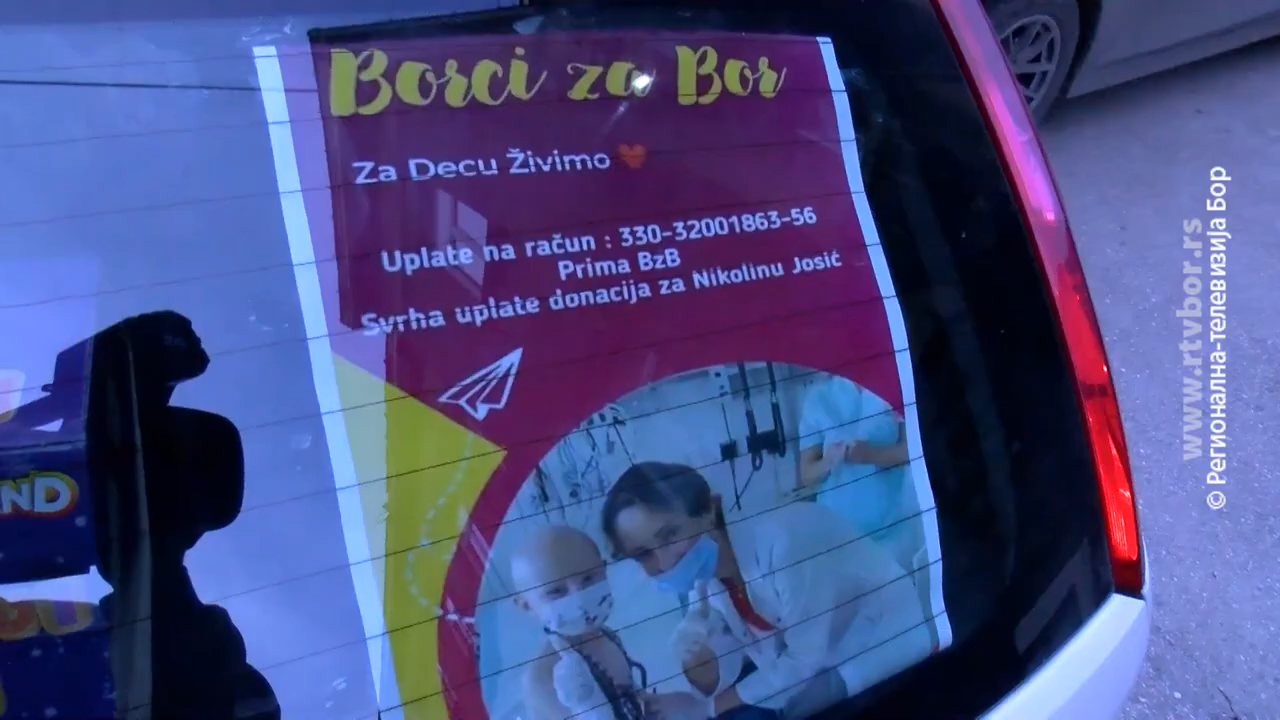 Borci za Bor
Za Decu Živimo
Uplate na račun : 330-32001863-56
Prima BzB
Svrha uplate donacija za Nikolinu Josić
www.rtvbor.rs
© Регионална-телевизија Бор